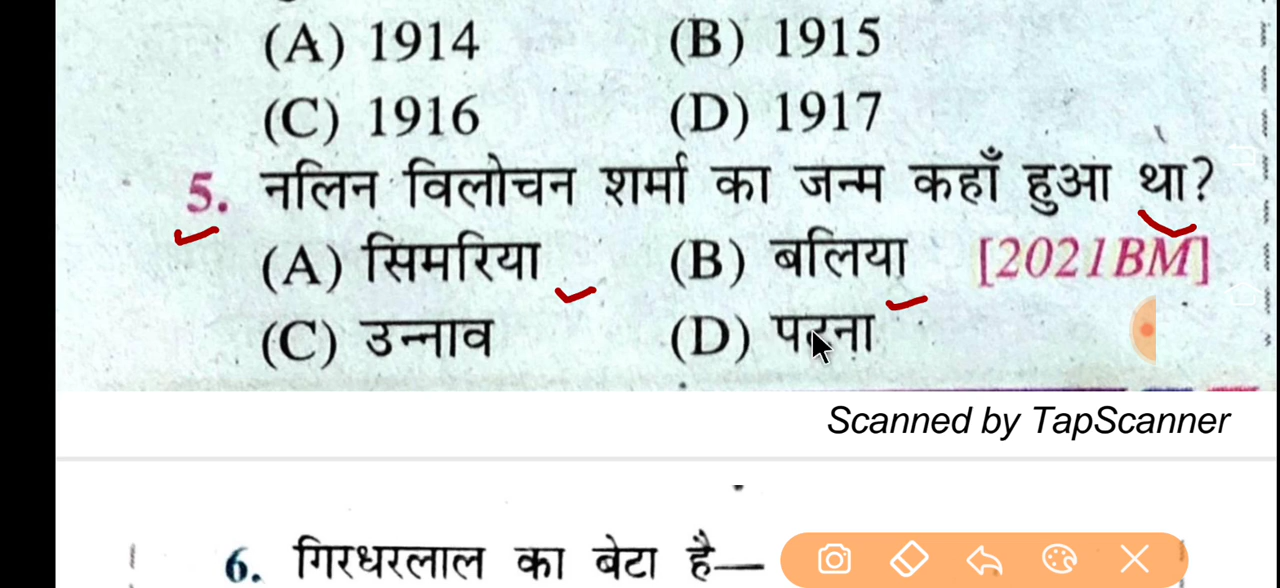 (A) 1914 (B) 1915
(C) 1916 (D) 1917
5. नलिन विलोचन शर्मा का जन्म कहाँ हुआ था?
(A) सिमरिया (B) बलिया [2021BM]
(C) उन्नाव (D) पटना
Scanned by TapScanner
6. गिरधरलाल का बेटा है—